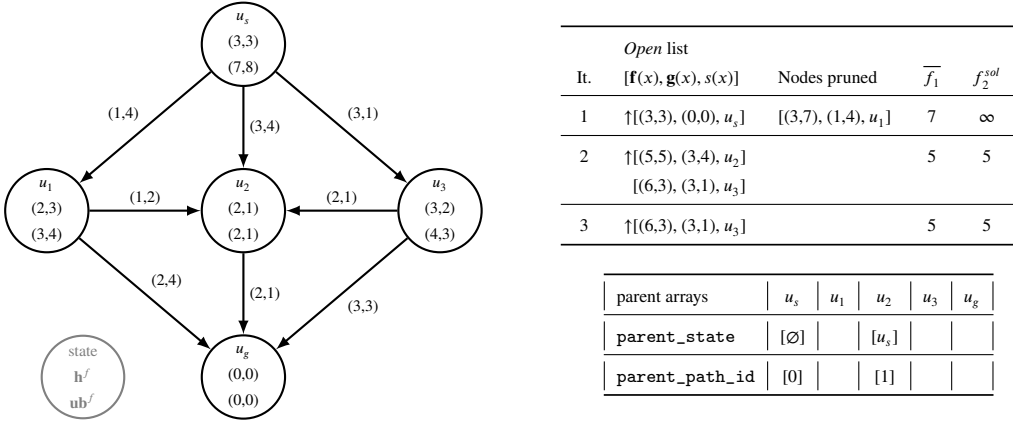 u_s
(3,3)
(7,8)
(1,4)
(3,4)
(3,1)
u_1
(2,3)
(3,4)
(1,2)
u_2
(2,1)
(2,1)
(2,1)
u_3
(3,2)
(4,3)
(2,4)
(2,1)
(3,3)
u_g
(0,0)
(0,0)
state
h^f
ub^f
Open list
It. [f(x), g(x), s(x)] Nodes pruned \overline{f_1} f_2^{sol}
1 ↑[(3,3), (0,0), u_s] [(3,7), (1,4), u_1] 7 ∞
2 ↑[(5,5), (3,4), u_2] 5 5
[(6,3), (3,1), u_3]
3 ↑[(6,3), (3,1), u_3] 5 5
parent arrays u_s u_1 u_2 u_3 u_g
parent_state [∅] [u_s]
parent_path_id [0] [1]